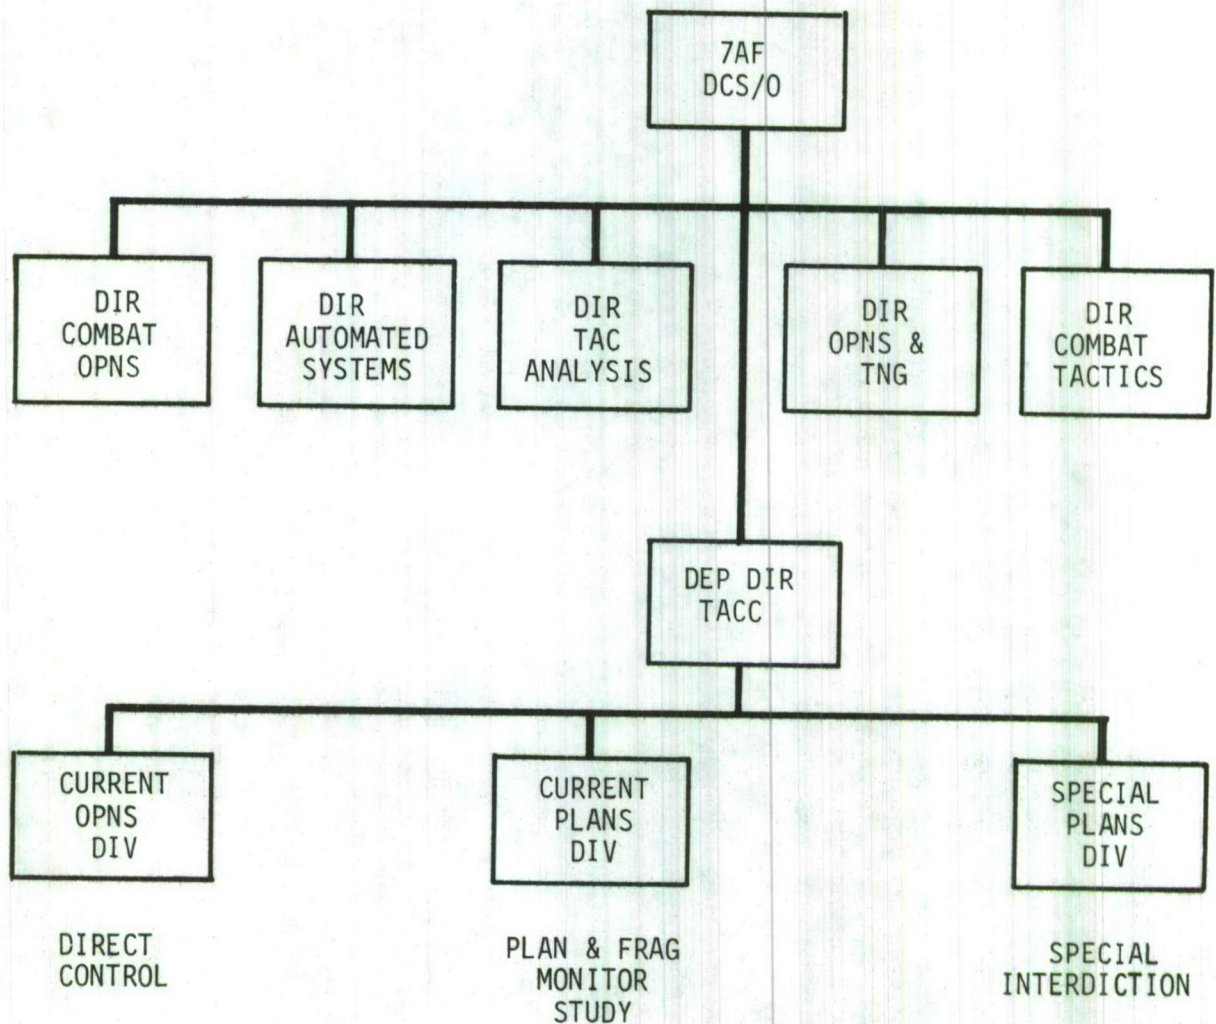 7AF
DCS/O
DIR
COMBAT
OPNS
DIR
AUTOMATED
SYSTEMS
DIR
TAC
ANALYSIS
DIR
OPNS &
TNG
DIR
COMBAT
TACTICS
DEP DIR
TACC
CURRENT
OPNS
DIV
CURRENT
PLANS
DIV
SPECIAL
PLANS
DIV
DIRECT
CONTROL
PLAN & FRAG
MONITOR
STUDY
SPECIAL
INTERDICTION